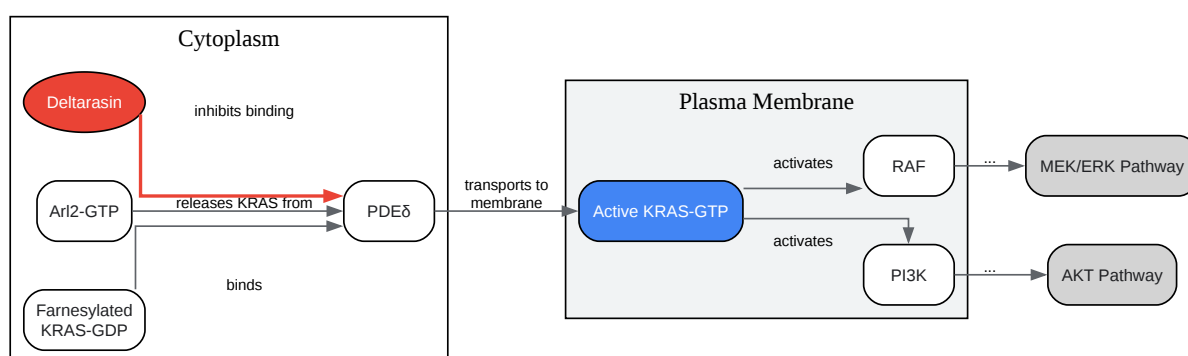 Cytoplasm
Deltarasin
inhibits binding
Arl2-GTP
releases KRAS from
PDEδ
Farnesylated
KRAS-GDP
binds
transports to
membrane
Plasma Membrane
Active KRAS-GTP
activates
activates
RAF
PI3K
...
...
MEK/ERK Pathway
AKT Pathway